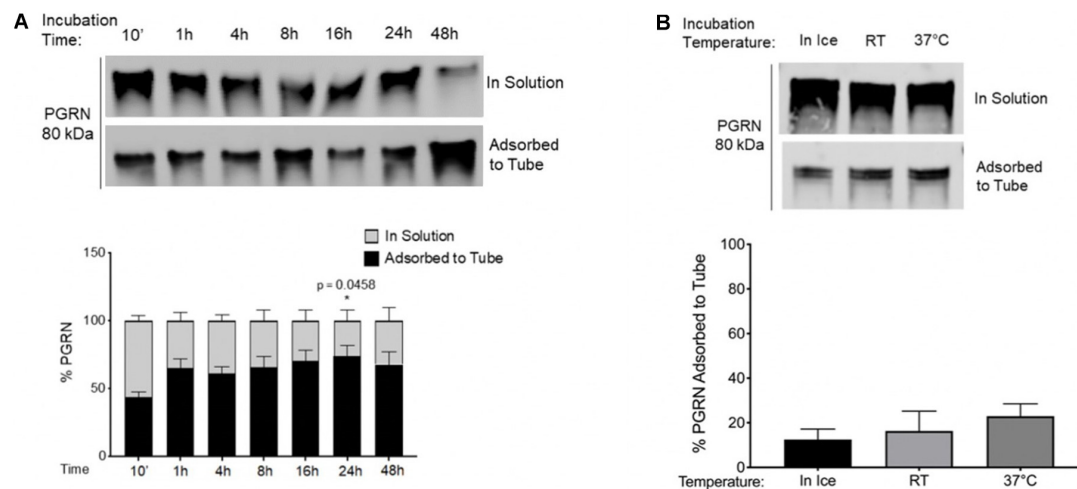 A
Incubation
Time: 10' 1h 4h 8h 16h 24h 48h
PGRN
80 kDa
In Solution
Adsorbed
to Tube
In Solution
Adsorbed to Tube
p = 0.0458
*
% PGRN
150
100
50
0
Time 10' 1h 4h 8h 16h 24h 48h
B
Incubation
Temperature: In Ice RT 37°C
PGRN
80 kDa
In Solution
Adsorbed
to Tube
% PGRN Adsorbed to Tube
100
80
60
40
20
0
Temperature: In Ice RT 37°C